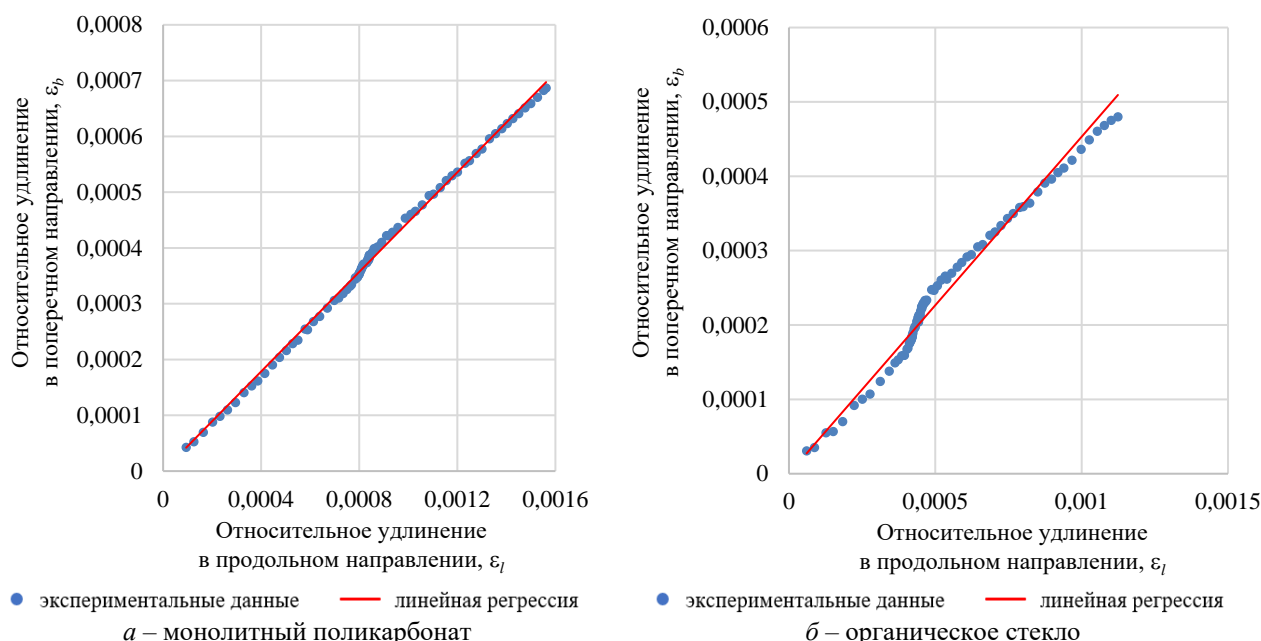 Относительное удлинение
в поперечном направлении, εb
0,0008
0,0007
0,0006
0,0005
0,0004
0,0003
0,0002
0,0001
0
0 0,0004 0,0008 0,0012 0,0016
Относительное удлинение
в продольном направлении, εl
экспериментальные данные линейная регрессия
а – монолитный поликарбонат
Относительное удлинение
в поперечном направлении, εb
0,0006
0,0005
0,0004
0,0003
0,0002
0,0001
0
0 0,0005 0,001 0,0015
Относительное удлинение
в продольном направлении, εl
экспериментальные данные линейная регрессия
б – органическое стекло